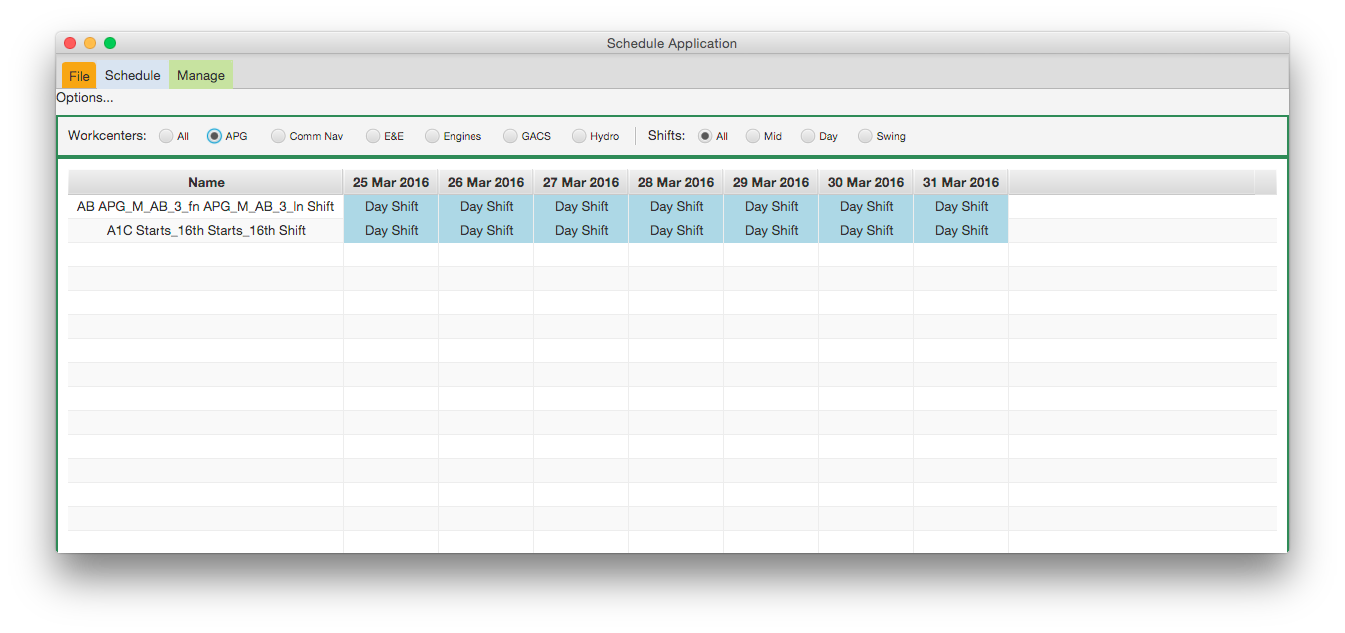 Schedule Application
File Schedule Manage
Options...
Workcenters: All APG Comm Nav E&E Engines GACS Hydro Shifts: All Mid Day Swing
Name 25 Mar 2016 26 Mar 2016 27 Mar 2016 28 Mar 2016 29 Mar 2016 30 Mar 2016 31 Mar 2016
AB APG_M_AB_3_fn APG_M_AB_3_ln Shift Day Shift Day Shift Day Shift Day Shift Day Shift Day Shift Day Shift
A1C Starts_16th Starts_16th Shift Day Shift Day Shift Day Shift Day Shift Day Shift Day Shift Day Shift